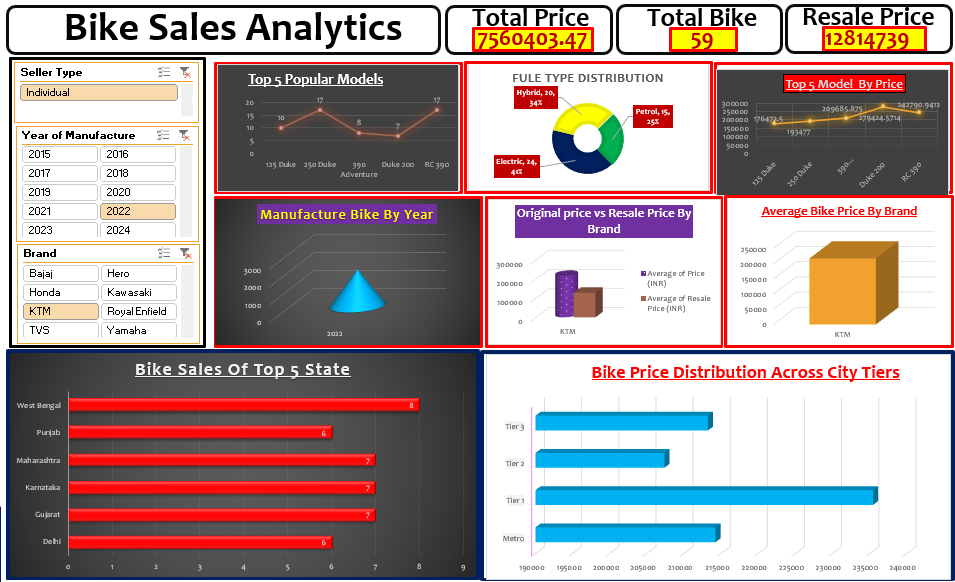 Bike Sales Analytics
Total Price
7560403.47
Total Bike
59
Resale Price
12814739
Seller Type
Individual
Year of Manufacture
2015 2016
2017 2018
2019 2020
2021 2022
2023 2024
Brand
Bajaj Hero
Honda Kawasaki
KTM Royal Enfield
TVS Yamaha
Top 5 Popular Models
20
15
10
5
0
10
17
8
7
17
125 Duke 250 Duke 390 Adventure Duke 200 RC 390
FULE TYPE DISTRIBUTION
Hybrid, 20, 34%
Petrol, 15, 25%
Electric, 24, 41%
Top 5 Model By Price
300000
250000
200000
150000
100000
50000
0
176472.5
193477
209685.875
279424.5714
242790.9412
125 Duke 250 Duke 390... Duke 200 RC 390
Manufacture Bike By Year
3000
2000
1000
0
2022
Original price vs Resale Price By
Brand
300000
200000
100000
0
KTM
Average of Price
(INR)
Average of Resale
Price (INR)
Average Bike Price By Brand
250000
200000
150000
100000
50000
0
KTM
Bike Sales Of Top 5 State
West Bengal 8
Punjab 6
Maharashtra 7
Karnataka 7
Gujarat 7
Delhi 6
0 1 2 3 4 5 6 7 8 9
Bike Price Distribution Across City Tiers
Tier 3
Tier 2
Tier 1
Metro
190000 195000 200000 205000 210000 215000 220000 225000 230000 235000 240000